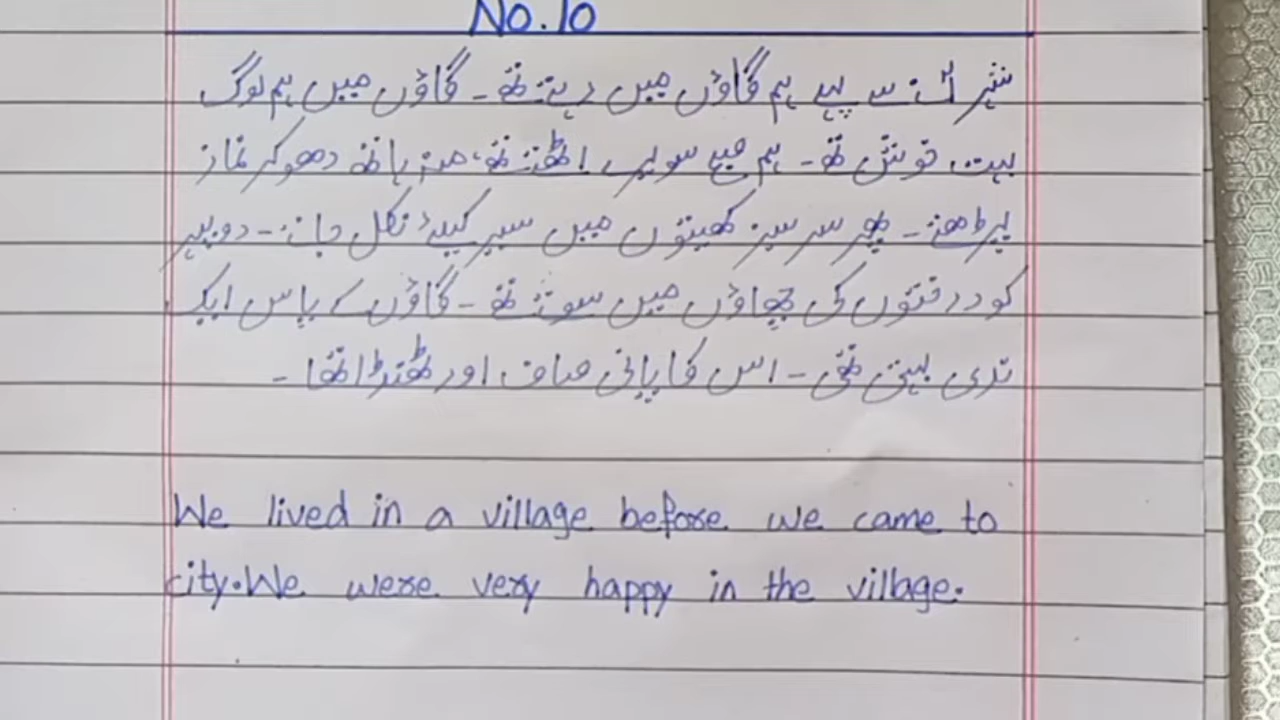 No. 10
شہر آنے سے پہلے ہم گاؤں میں رہتے تھے۔ گاؤں میں ہم لوگ
بہت خوش تھے۔ ہم صبح سویرے اٹھتے تھے، منہ ہاتھ دھو کر نماز
پڑھتے۔ پھر سر سبز کھیتوں میں سیر کیلئے نکل جاتے۔ دوپہر
کو درختوں کی چھاؤں میں سوتے تھے۔ گاؤں کے پاس ایک
ندی بہتی تھی۔ اس کا پانی صاف اور ٹھنڈا تھا۔
We lived in a village before we came to
city. We were very happy in the village.